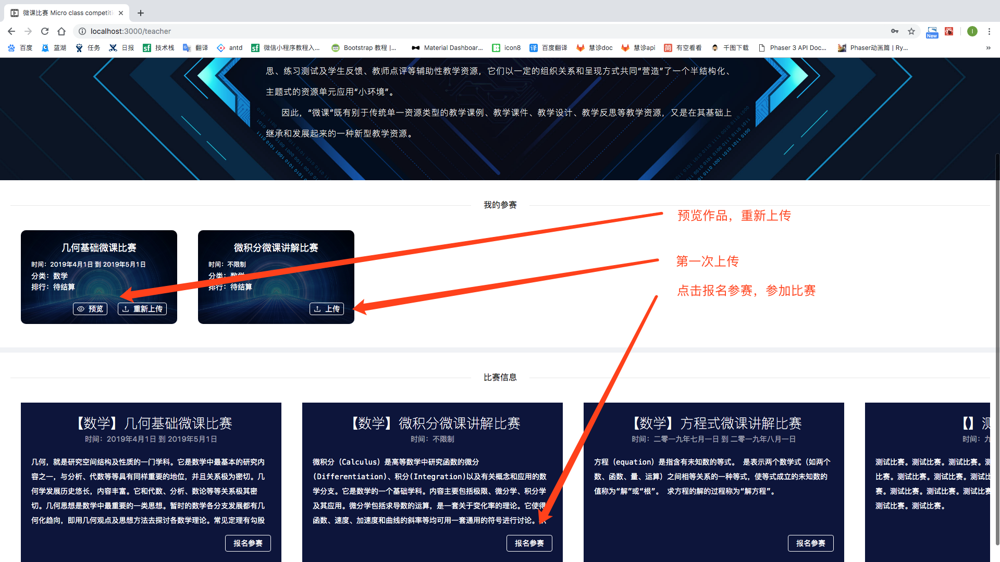 微课比赛 Micro class competiti
localhost:3000/teacher
New
I
百度 蓝湖 任务 日报 技术栈 翻译 antd 微信小程序教程入... Bootstrap 教程 |... Material Dashboar... icon8 百度翻译 慧诊doc 慧诊api 有空看看 千图下载 Phaser 3 API Doc... Phaser动画篇 | Ry... »
思、练习测试及学生反馈、教师点评等辅助性教学资源，它们以一定的组织关系和呈现方式共同“营造”了一个半结构化、
主题式的资源单元应用“小环境”。
因此，“微课”既有别于传统单一资源类型的教学课例、教学课件、教学设计、教学反思等教学资源，又是在其基础上
继承和发展起来的一种新型教学资源。
我的参赛
预览作品，重新上传
第一次上传
点击报名参赛，参加比赛
几何基础微课比赛
时间：2019年4月1日 到 2019年5月1日
分类：数学
排行：待结算
预览 重新上传
微积分微课讲解比赛
时间：不限制
分类：数学
排行：待结算
上传
比赛信息
【数学】几何基础微课比赛
时间：2019年4月1日 到 2019年5月1日
几何，就是研究空间结构及性质的一门学科。它是数学中最基本的研究内
容之一，与分析、代数等等具有同样重要的地位，并且关系极为密切。几
何学发展历史悠长，内容丰富。它和代数、分析、数论等等关系极其密
切。几何思想是数学中最重要的一类思想。暂时的数学各分支发展都有几
何化趋向，即用几何观点及思想方法去探讨各数学理论。常见定理有勾股
报名参赛
【数学】微积分微课讲解比赛
时间：不限制
微积分（Calculus）是高等数学中研究函数的微分
(Differentiation)、积分(Integration)以及有关概念和应用的数
学分支。它是数学的一个基础学科。内容主要包括极限、微分学、积分学
及其应用。微分学包括求导数的运算，是一套关于变化率的理论。它使得
函数、速度、加速度和曲线的斜率等均可用一套通用的符号进行讨论。
报名参赛
【数学】方程式微课讲解比赛
时间：二零一九年七月一日 到 二零一九年八月一日
方程（equation）是指含有未知数的等式。 是表示两个数学式（如两个
数、函数、量、运算）之间相等关系的一种等式，使等式成立的未知数的
值称为“解”或“根”。 求方程的解的过程称为“解方程”。
报名参赛
【】测
时间：九
测试比赛。测试比赛。测试比赛。测
比赛。测试比赛。测试比赛。测试比
赛。测试比赛。测试比赛。测试比赛
测试比赛。测试比赛。